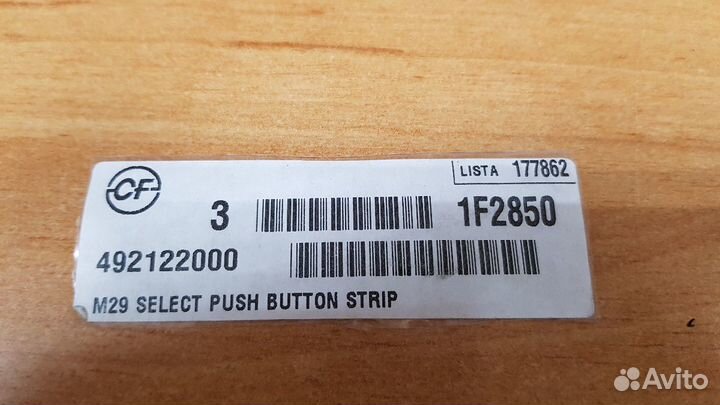 CF
LISTA 177862
3 1F2850
492122000
M29 SELECT PUSH BUTTON STRIP
Avito